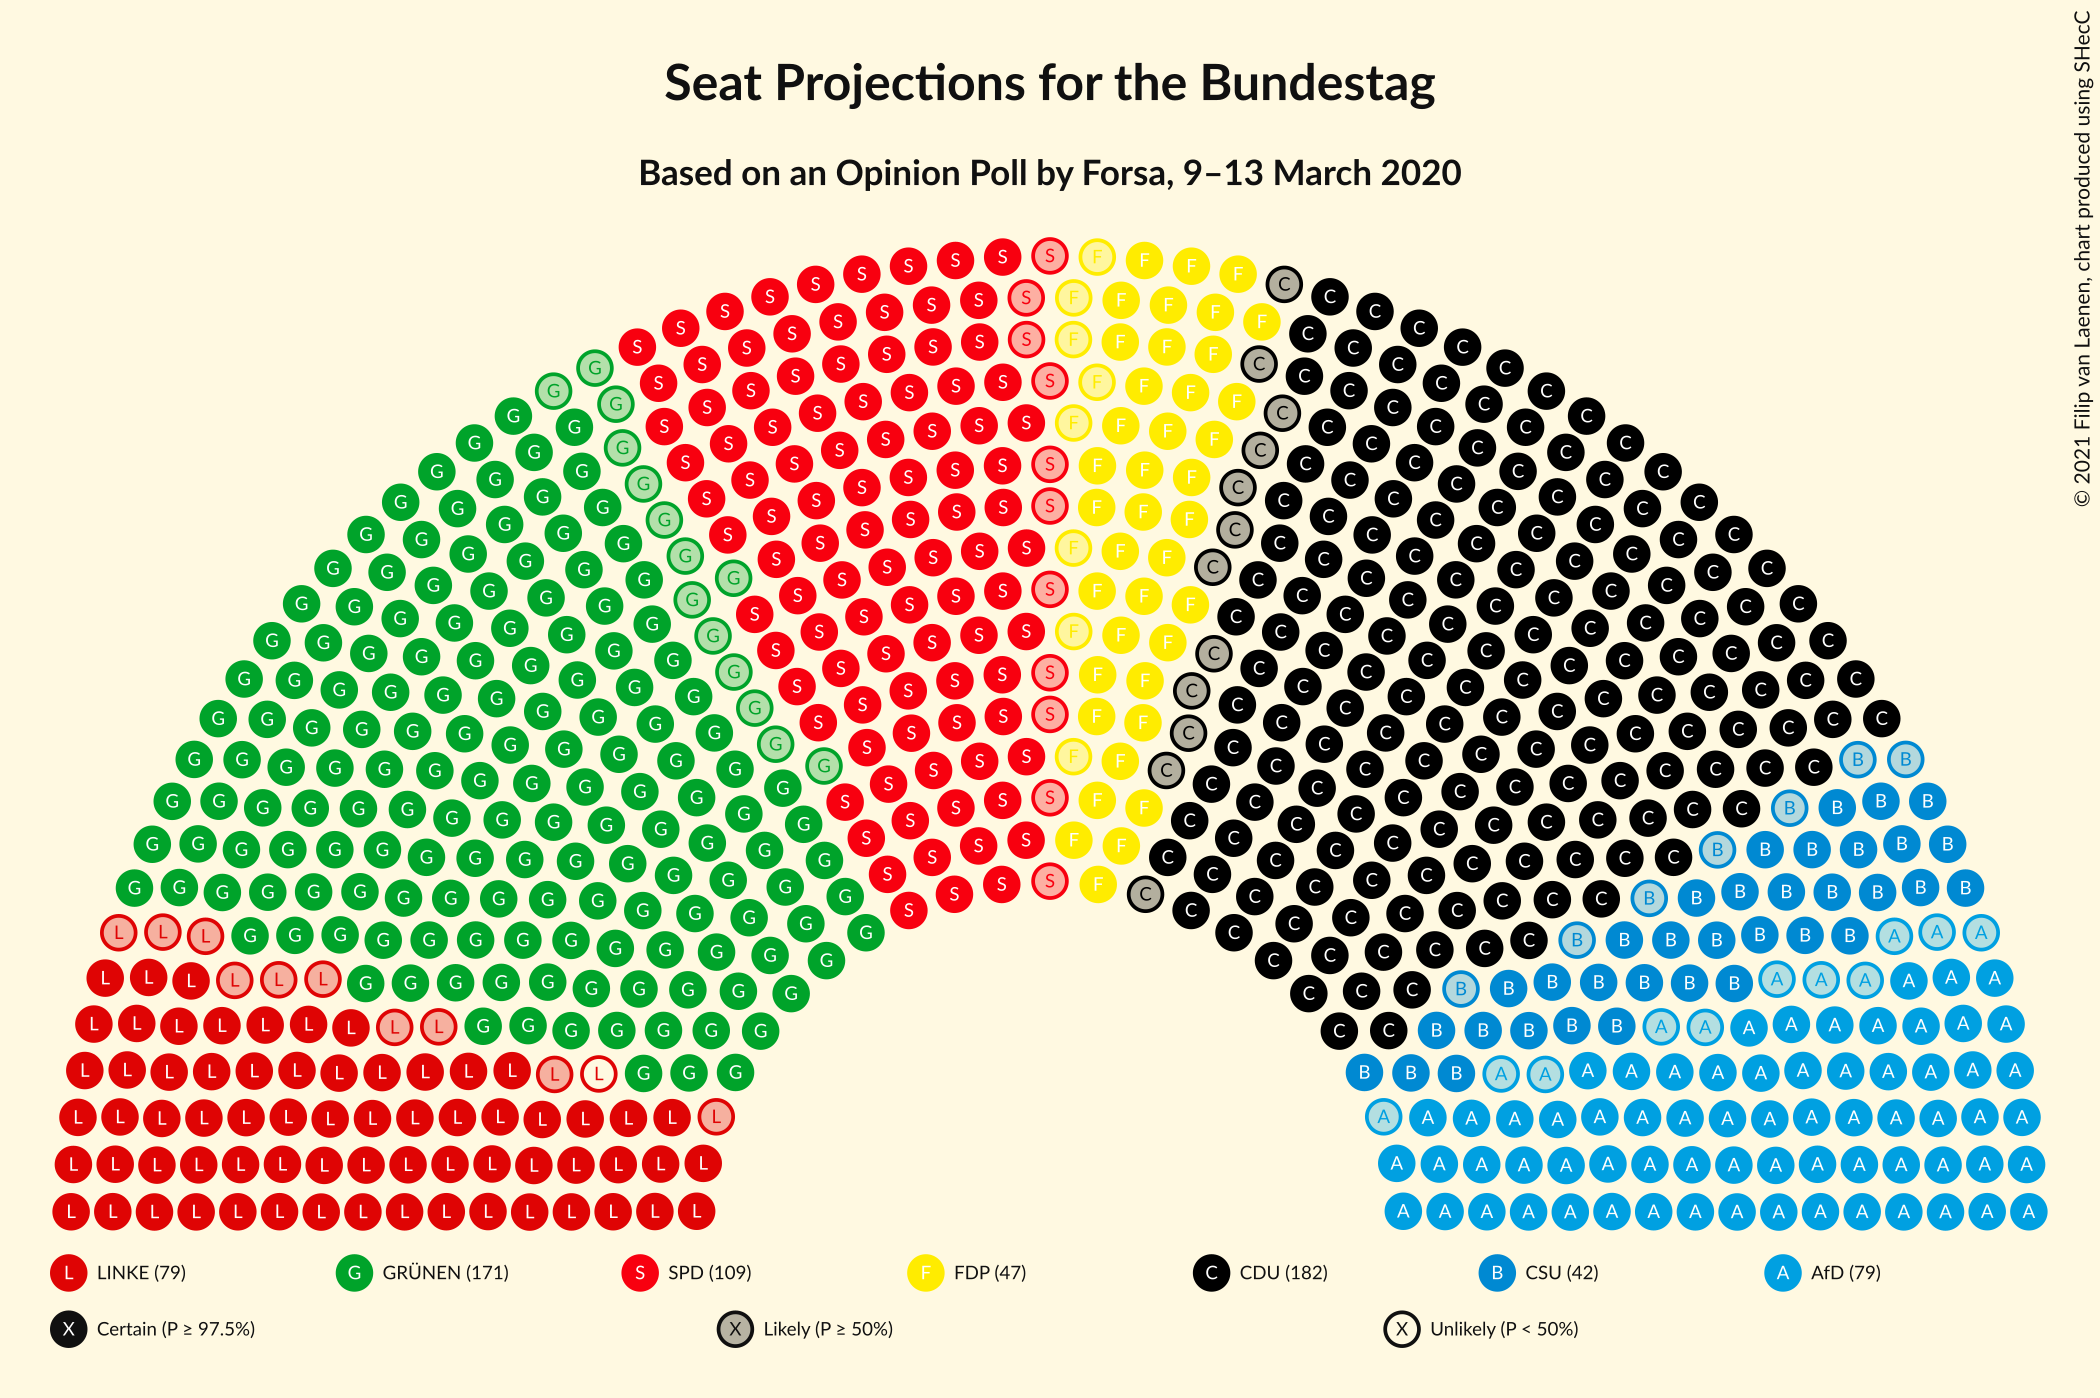 Seat Projections for the Bundestag
Based on an Opinion Poll by Forsa, 9–13 March 2020
© 2021 Filip van Laenen, chart produced using SHecC
L LINKE (79) G GRÜNEN (171) S SPD (109) F FDP (47) C CDU (182) B CSU (42) A AfD (79)
X Certain (P ≥ 97.5%) X Likely (P ≥ 50%) X Unlikely (P < 50%)